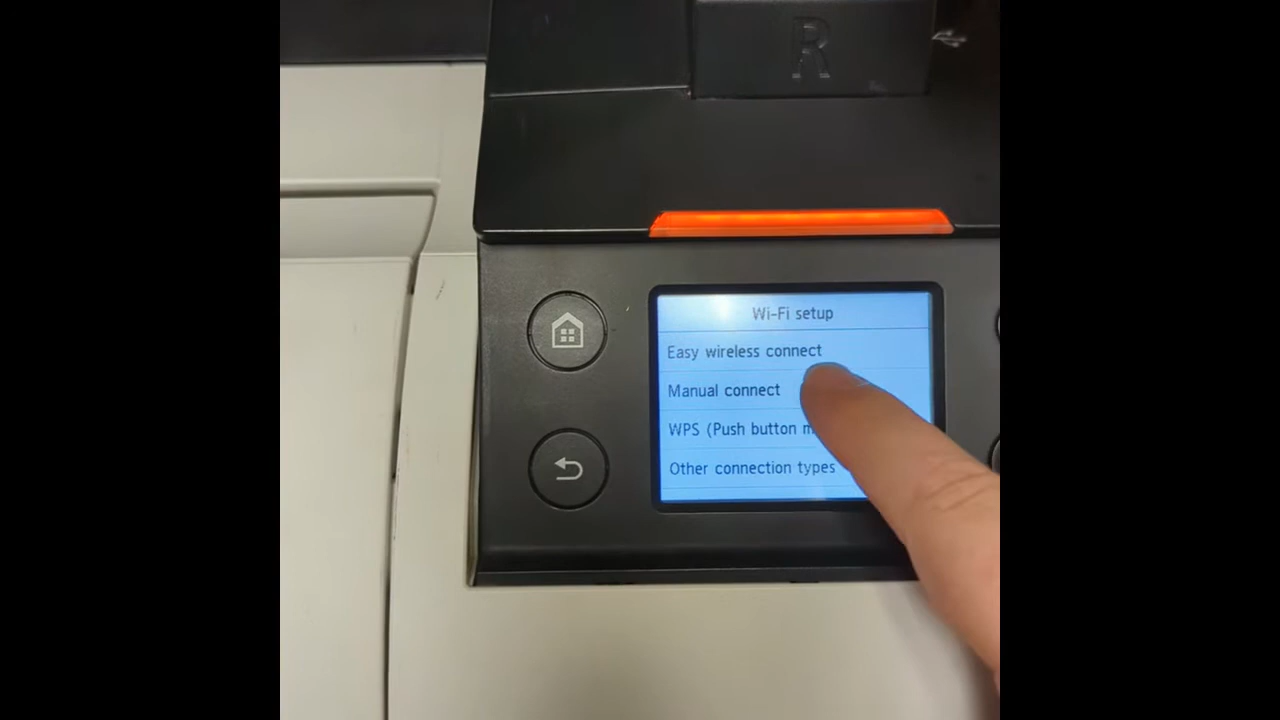 R
Wi-Fi setup
Easy wireless connect
Manual connect
WPS (Push button
Other connection types